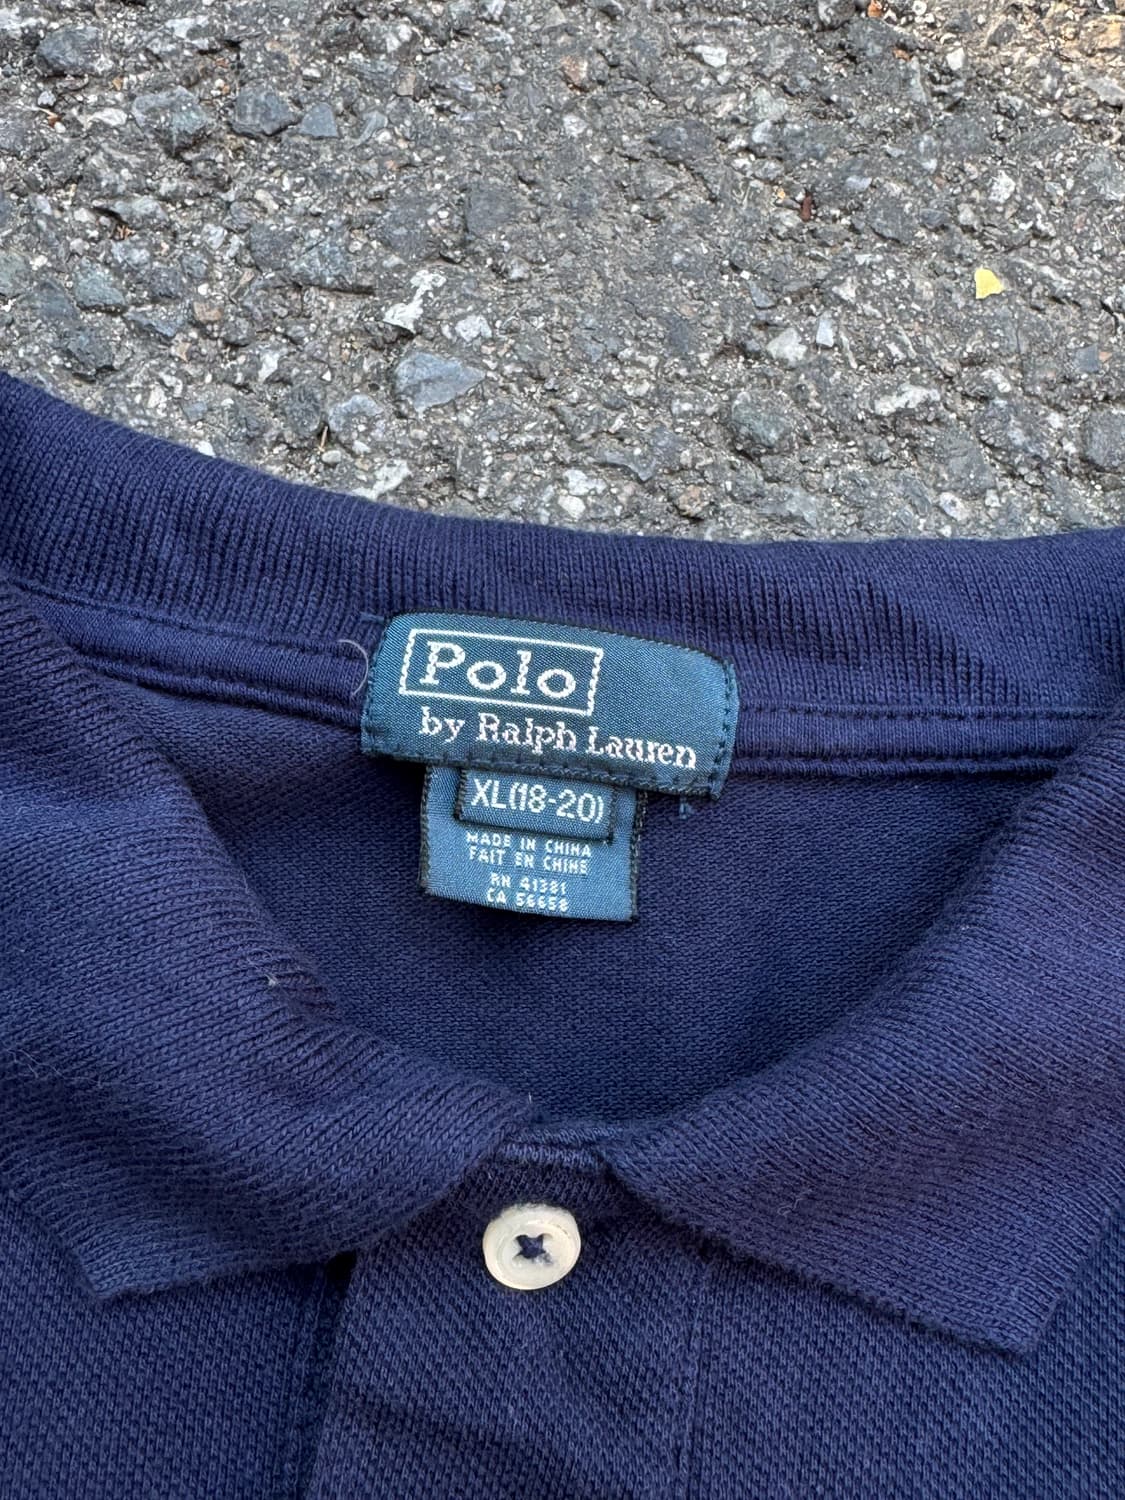 Polo
by Ralph Lauren
XL(18-20)
MADE IN CHINA
FAIT EN CHINE
RN 41381
CA 56658